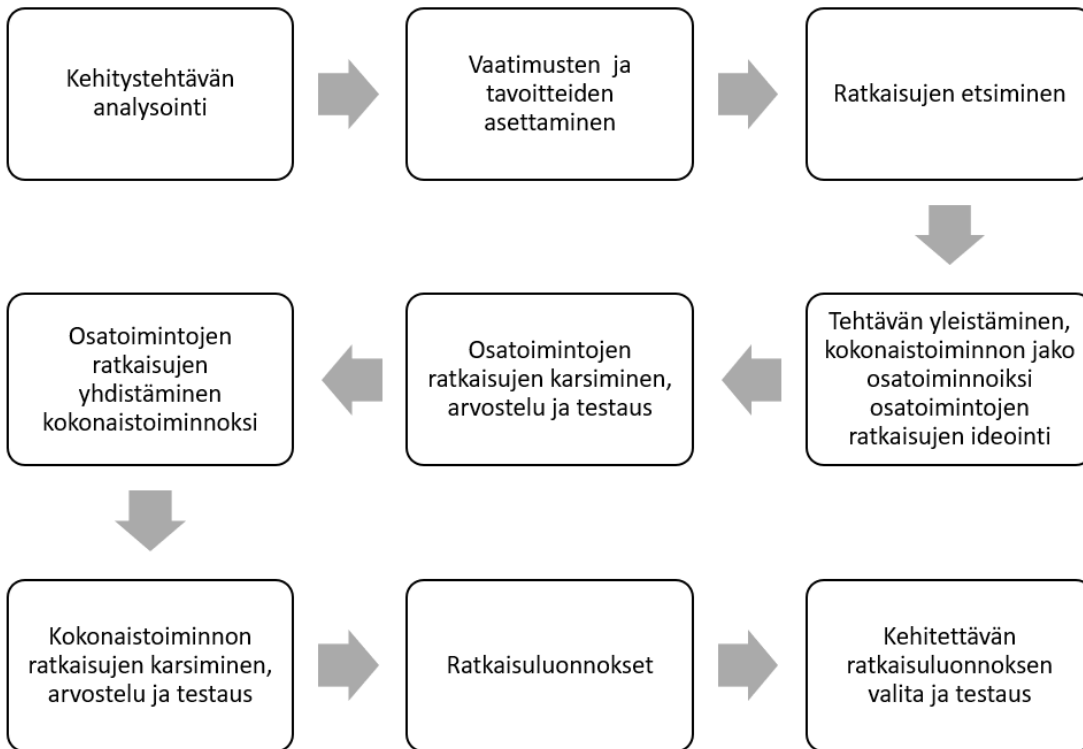 Kehitystehtävän
analysointi
Vaatimusten ja
tavoitteiden
asettaminen
Ratkaisujen etsiminen
Tehtävän yleistäminen,
kokonaistoiminnon jako
osatoiminnoiksi
osatoimintojen
ratkaisujen ideointi
Osatoimintojen
ratkaisujen karsiminen,
arvostelu ja testaus
Osatoimintojen
ratkaisujen
yhdistäminen
kokonaistoiminnoksi
Kokonaistoiminnon
ratkaisujen karsiminen,
arvostelu ja testaus
Ratkaisuluonnokset
Kehitettävän
ratkaisuluonnoksen
valita ja testaus